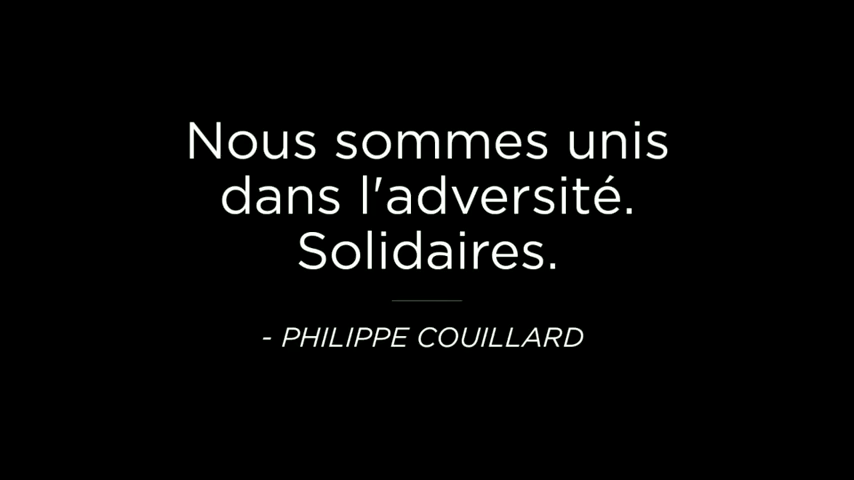 Nous sommes unis
dans l'adversité.
Solidaires.
- PHILIPPE COUILLARD